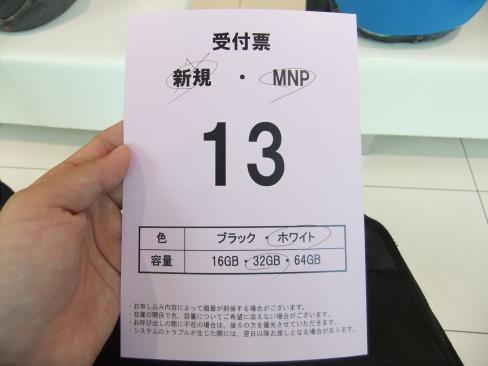 受付票
新規 ・ MNP
13
色 ブラック・ホワイト
容量 16GB・32GB・64GB
・お申し込み内容によって順番が前後する場合がございます。
・在庫の関係で色、容量についてご希望に添えない場合がございます。
・お呼び出しの際に不在の場合は、後ろの方を優先させていただきます。
・システムのトラブルが生じた際には、翌日以降お渡しとなる場合があります。